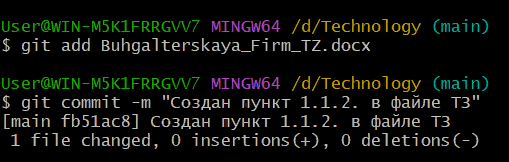 User@WIN-M5K1FRRGVV7 MINGW64 /d/Technology (main)
$ git add Buhgalterskaya_Firm_TZ.docx
User@WIN-M5K1FRRGVV7 MINGW64 /d/Technology (main)
$ git commit -m "Создан пункт 1.1.2. в файле ТЗ"
[main fb51ac8] Создан пункт 1.1.2. в файле ТЗ
1 file changed, 0 insertions(+), 0 deletions(-)